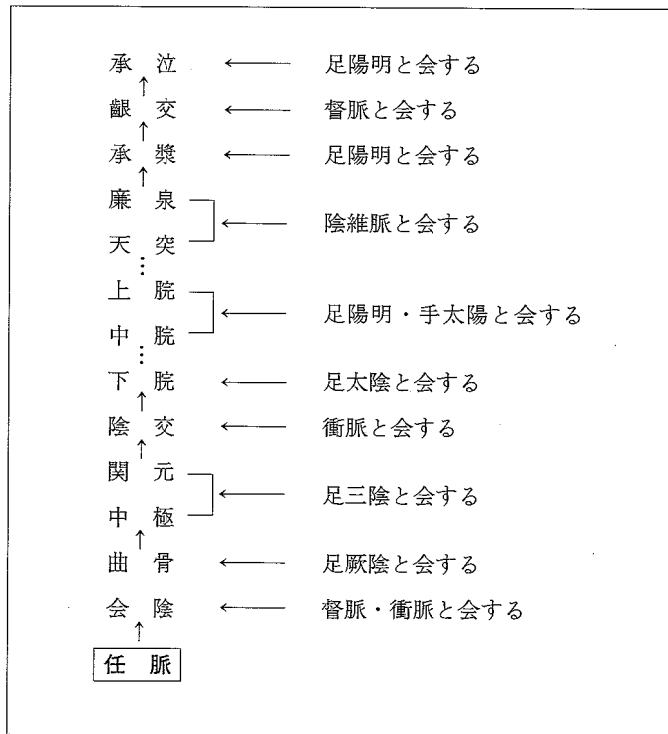 承泣 ← 足陽明と会する
↑
齦交 ← 督脈と会する
↑
承漿 ← 足陽明と会する
↑
廉泉
陰維脈と会する
天突
⋮
上脘
足陽明・手太陽と会する
中脘
⋮
下脘 ← 足太陰と会する
↑
陰交 ← 衝脈と会する
↑
関元
足三陰と会する
中極
↑
曲骨 ← 足厥陰と会する
会陰 ← 督脈・衝脈と会する
↑
任脈